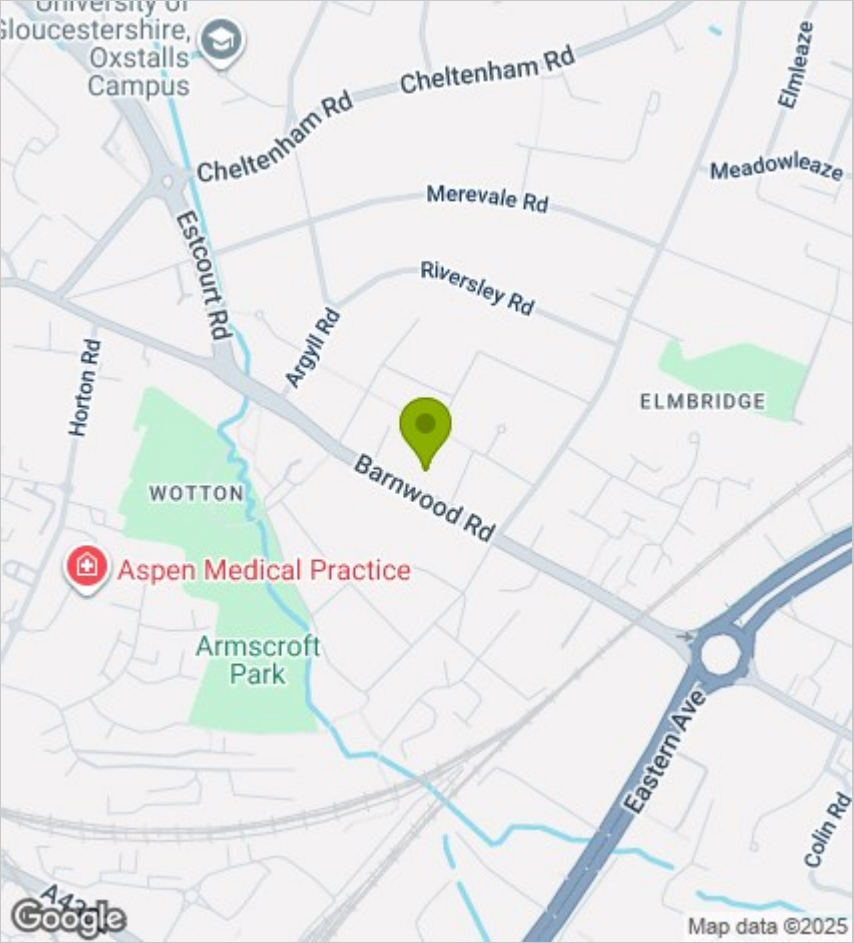 University of
Gloucestershire,
Oxstalls
Campus
Cheltenham Rd
Cheltenham Rd
Elmleaze
Meadowleaze
Merevale Rd
Estcourt Rd
Riversley Rd
Argyll Rd
Horton Rd
ELMBRIDGE
WOTTON
Barnwood Rd
Aspen Medical Practice
Armscroft
Park
Eastern Ave
Colin Rd
Google
Map data ©2025